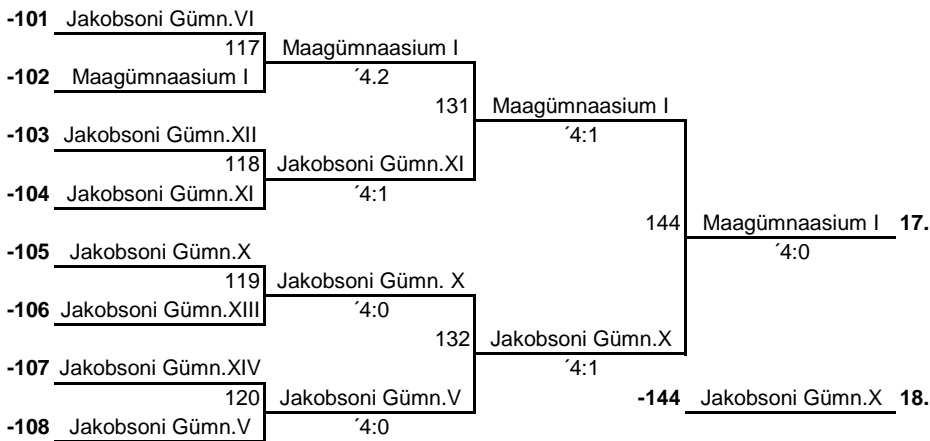 -101 Jakobsoni Gümn.VI
117 Maagümnaasium I
-102 Maagümnaasium I ´4.2
131 Maagümnaasium I
-103 Jakobsoni Gümn.XII ´4:1
118 Jakobsoni Gümn.XI
-104 Jakobsoni Gümn.XI ´4:1
144 Maagümnaasium I 17.
-105 Jakobsoni Gümn.X ´4:0
119 Jakobsoni Gümn. X
-106 Jakobsoni Gümn.XIII ´4:0
132 Jakobsoni Gümn.X
-107 Jakobsoni Gümn.XIV ´4:1
120 Jakobsoni Gümn.V -144 Jakobsoni Gümn.X 18.
-108 Jakobsoni Gümn.V ´4:0